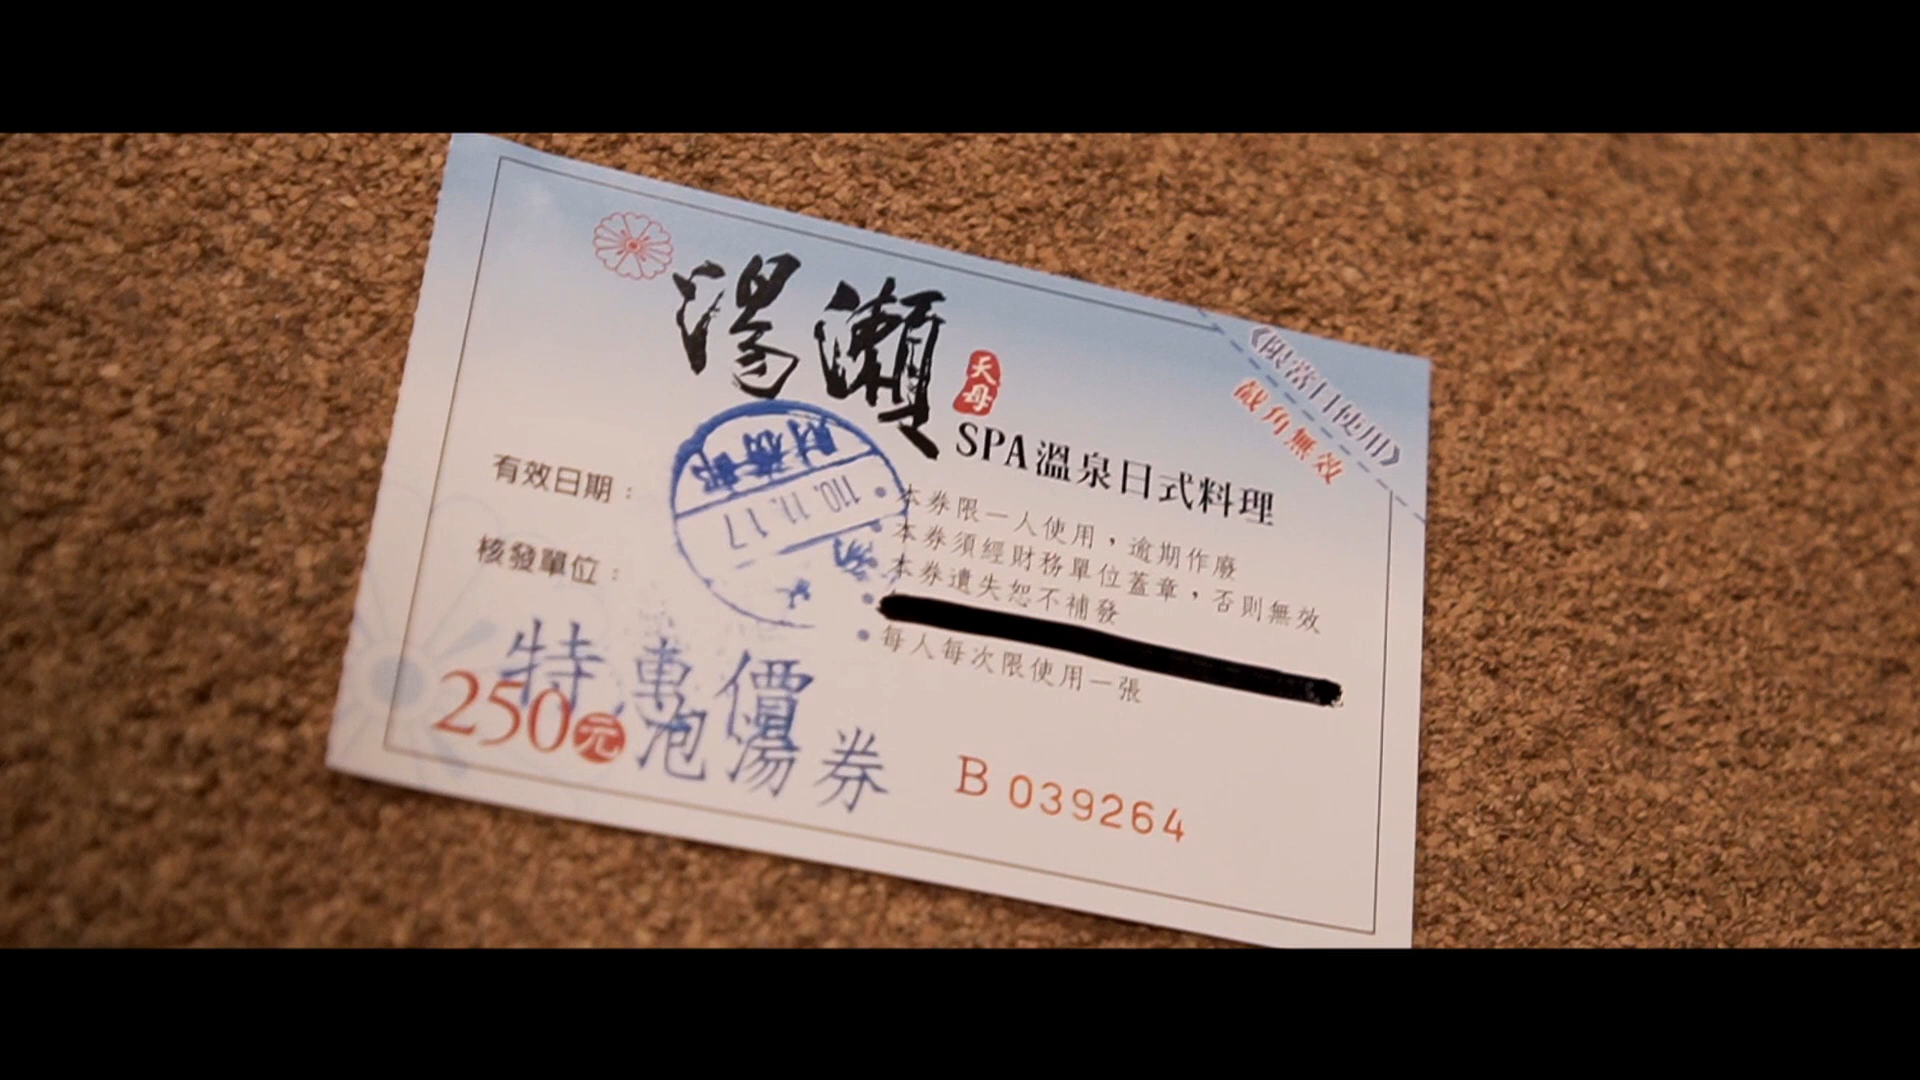 湯瀨
天母
SPA溫泉日式料理
《限當日使用》
截角無效
有效日期：
核發單位：
財務部
110.11.17
•本券限一人使用，逾期作廢
•本券須經財務單位蓋章，否則無效
•本券遺失恕不補發
•每人每次限使用一張
特惠價
250元泡湯券
B 039264